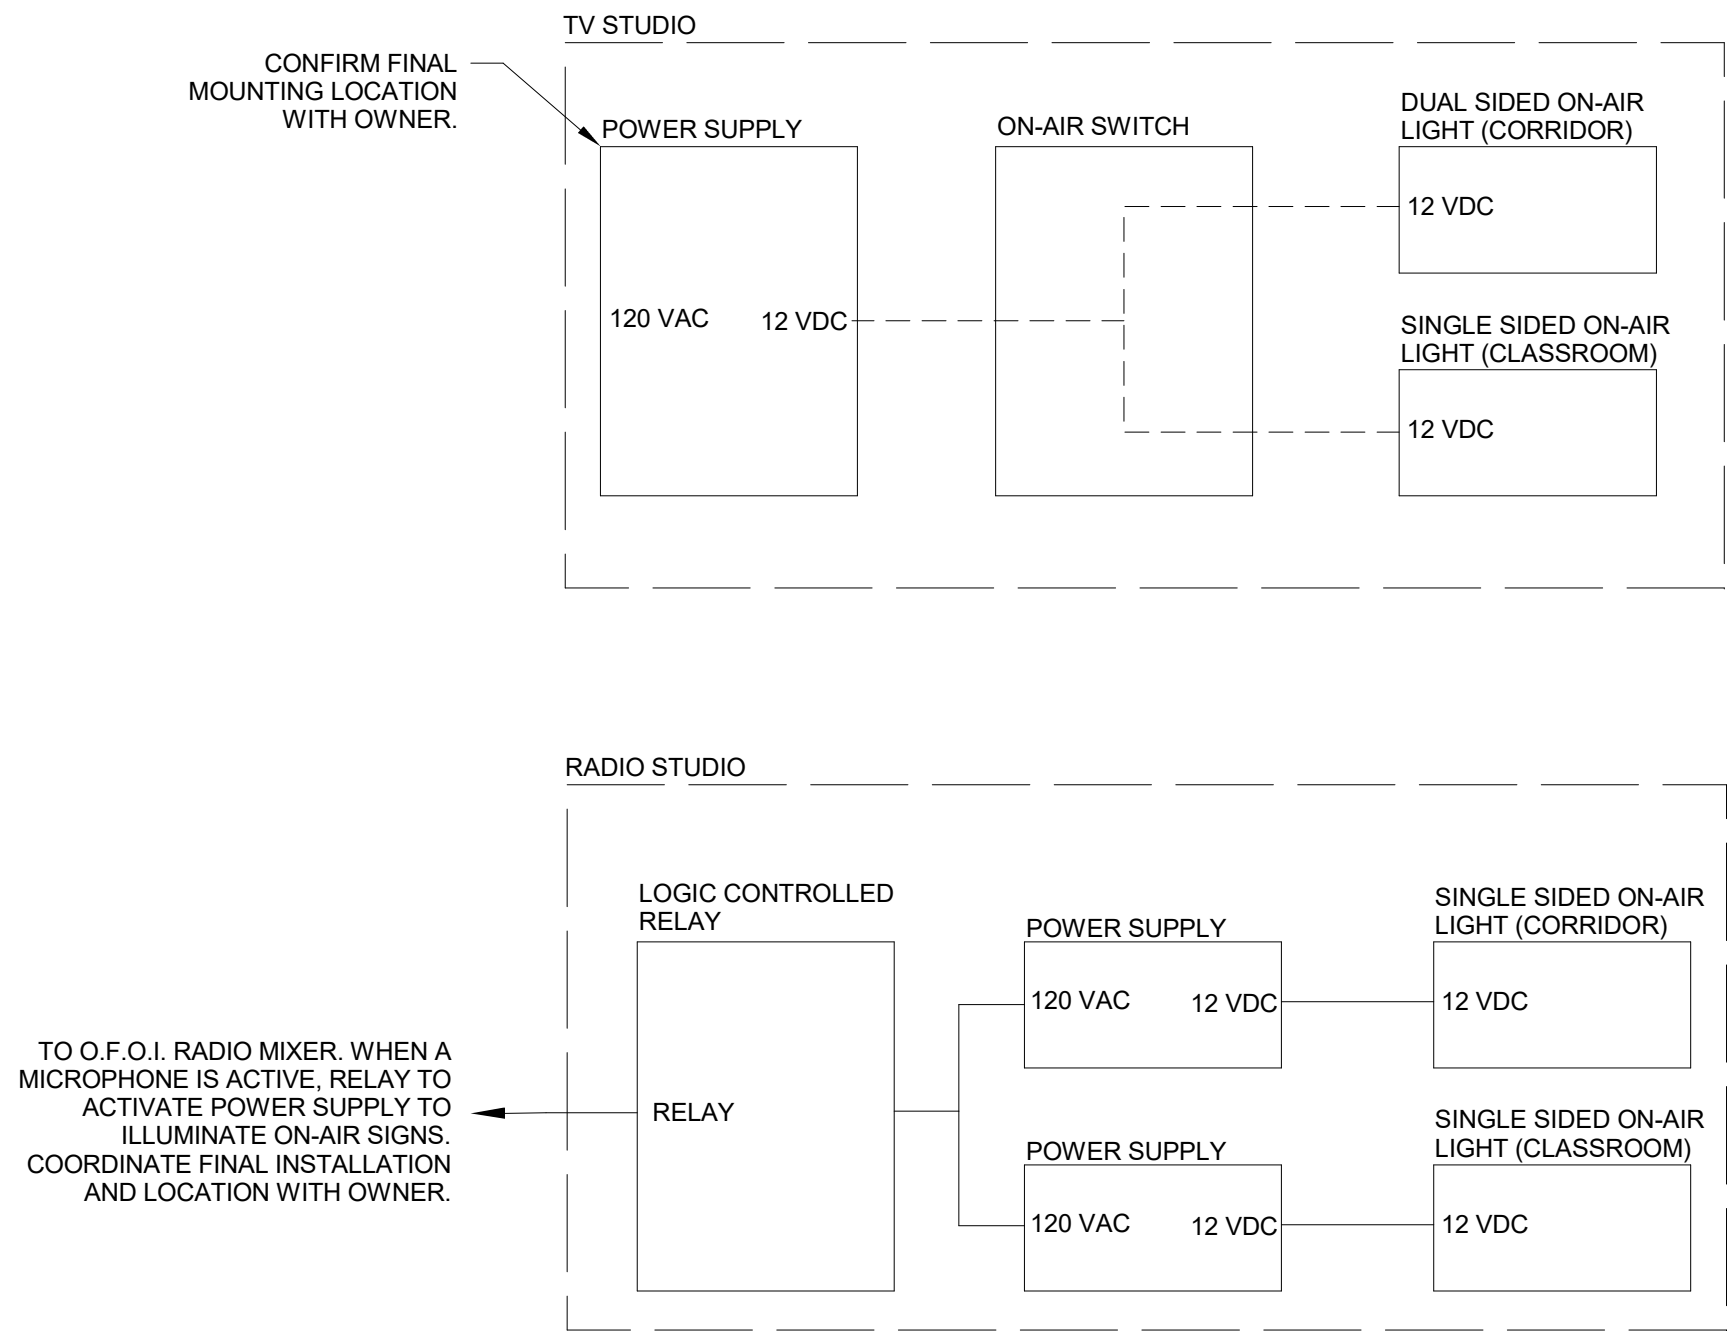 TV STUDIO
CONFIRM FINAL
MOUNTING LOCATION
WITH OWNER.
POWER SUPPLY
120 VAC
12 VDC
ON-AIR SWITCH
DUAL SIDED ON-AIR
LIGHT (CORRIDOR)
12 VDC
SINGLE SIDED ON-AIR
LIGHT (CLASSROOM)
12 VDC
RADIO STUDIO
TO O.F.O.I. RADIO MIXER. WHEN A
MICROPHONE IS ACTIVE, RELAY TO
ACTIVATE POWER SUPPLY TO
ILLUMINATE ON-AIR SIGNS.
COORDINATE FINAL INSTALLATION
AND LOCATION WITH OWNER.
LOGIC CONTROLLED
RELAY
RELAY
POWER SUPPLY
120 VAC
12 VDC
SINGLE SIDED ON-AIR
LIGHT (CORRIDOR)
12 VDC
POWER SUPPLY
120 VAC
12 VDC
SINGLE SIDED ON-AIR
LIGHT (CLASSROOM)
12 VDC